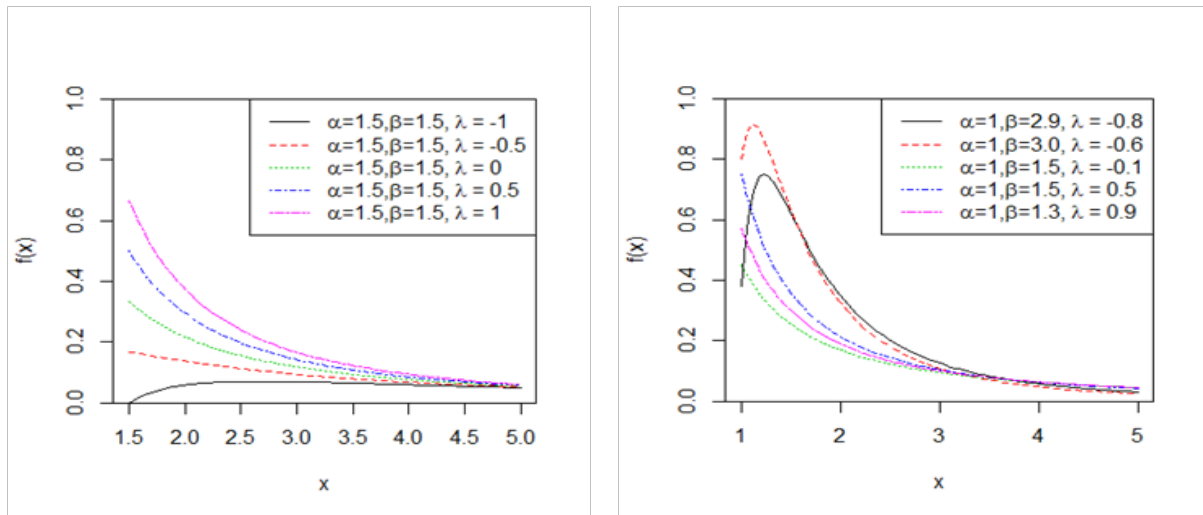 1.0
0.8
0.6
0.4
0.2
0.0
f(x)
α=1.5,β=1.5, λ = -1
α=1.5,β=1.5, λ = -0.5
α=1.5,β=1.5, λ = 0
α=1.5,β=1.5, λ = 0.5
α=1.5,β=1.5, λ = 1
1.5 2.0 2.5 3.0 3.5 4.0 4.5 5.0
x
1.0
0.8
0.6
0.4
0.2
0.0
f(x)
α=1,β=2.9, λ = -0.8
α=1,β=3.0, λ = -0.6
α=1,β=1.5, λ = -0.1
α=1,β=1.5, λ = 0.5
α=1,β=1.3, λ = 0.9
1 2 3 4 5
x